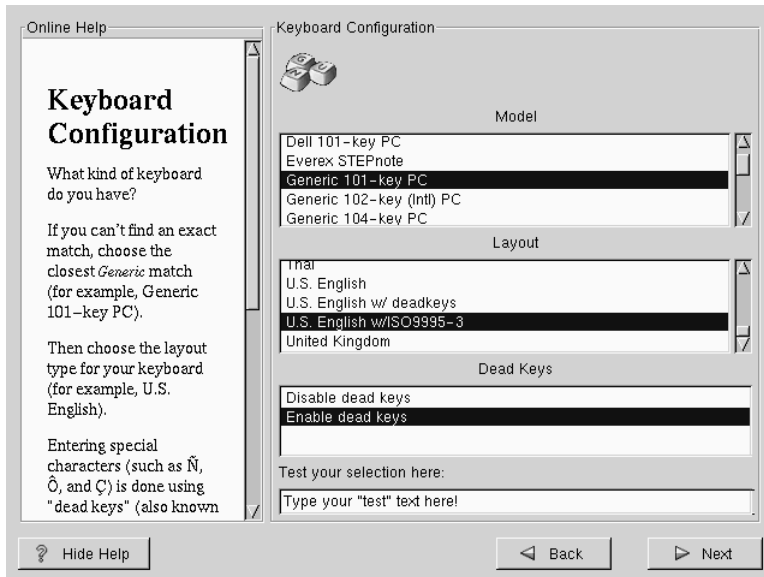 Online Help
Keyboard
Configuration
What kind of keyboard
do you have?
If you can't find an exact
match, choose the
closest Generic match
(for example, Generic
101-key PC).
Then choose the layout
type for your keyboard
(for example, U.S.
English).
Entering special
characters (such as Ñ,
Ô, and Ç) is done using
"dead keys" (also known
Keyboard Configuration
G U N
Model
Dell 101-key PC
Everex STEPnote
Generic 101-key PC
Generic 102-key (Intl) PC
Generic 104-key PC
Layout
Thai
U.S. English
U.S. English w/ deadkeys
U.S. English w/ISO9995-3
United Kingdom
Dead Keys
Disable dead keys
Enable dead keys
Test your selection here:
Type your "test" text here!
? Hide Help
Back
Next